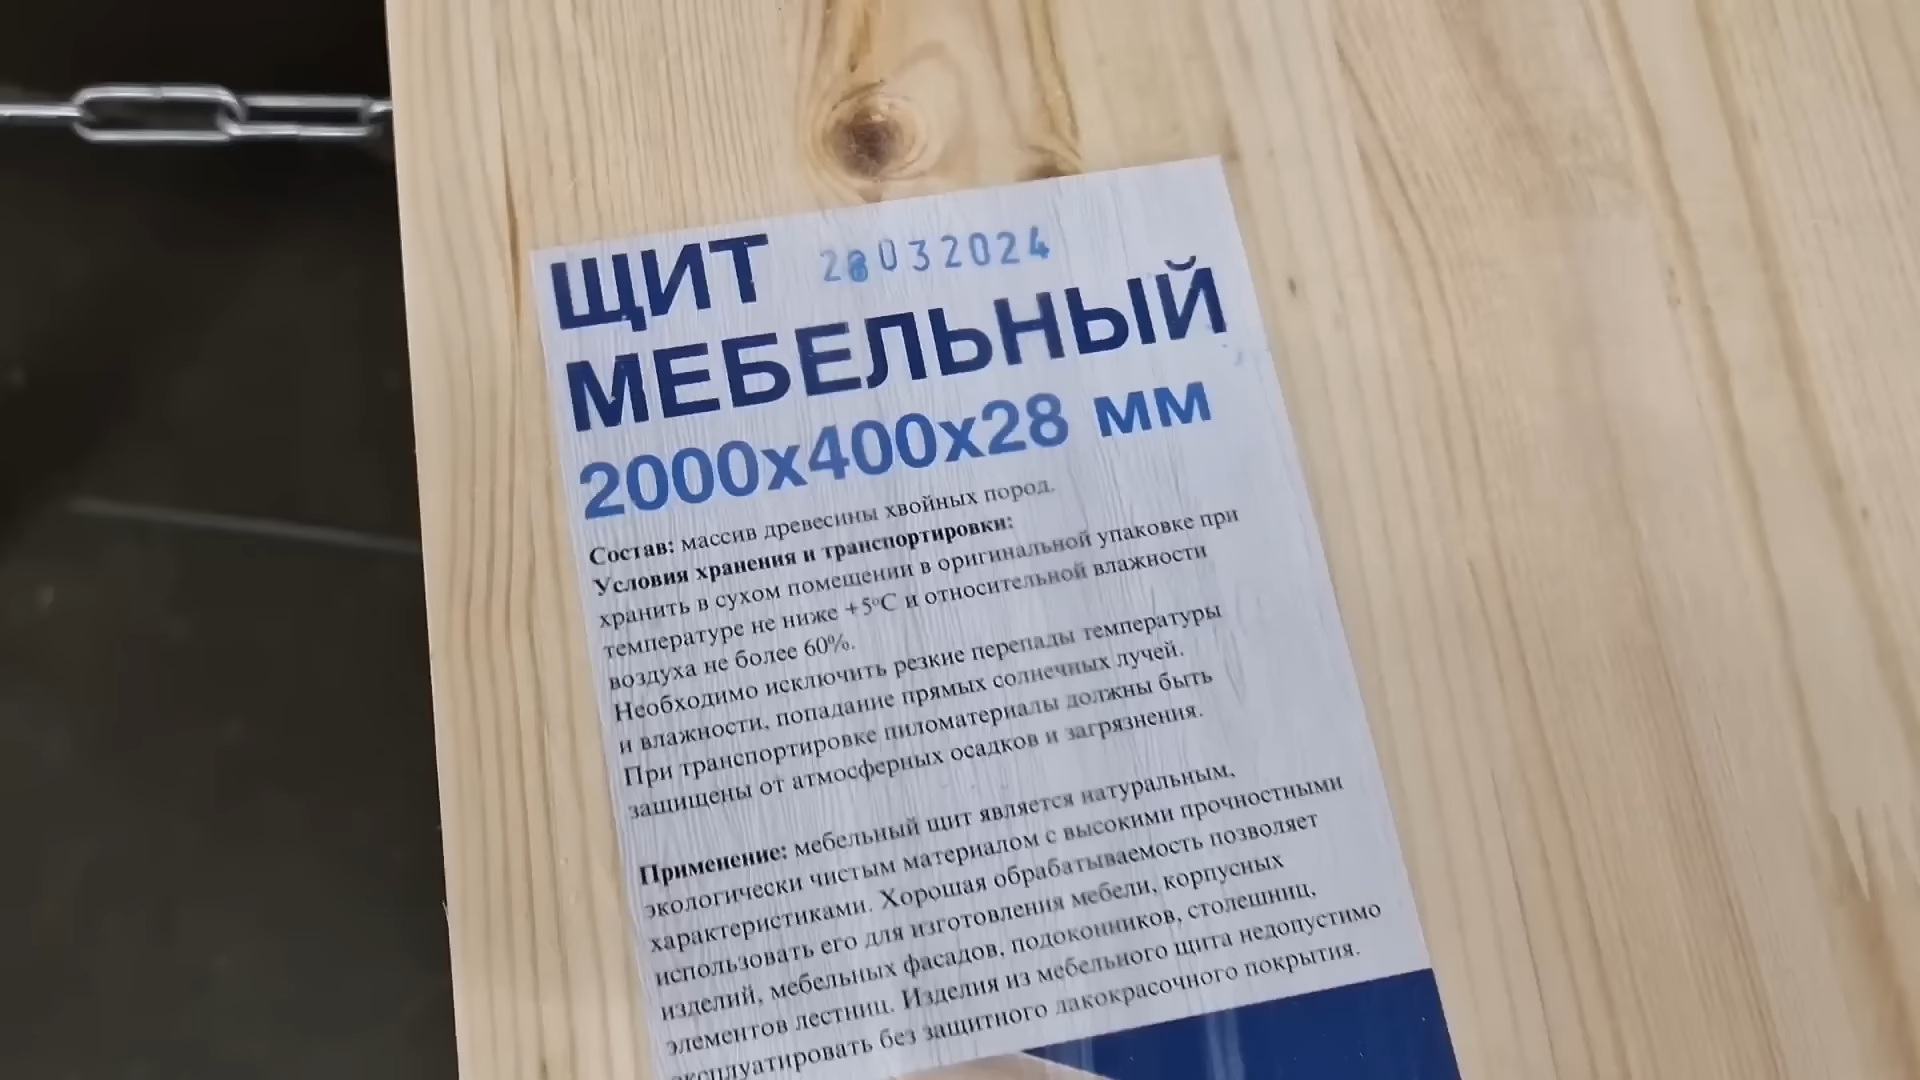 ЩИТ
2 032024
МЕБЕЛЬНЫЙ
2000х400х28 мм
Состав: массив древесины хвойных пород.
Условия хранения и транспортировки:
хранить в сухом помещении в оригинальной упаковке при
температуре не ниже +5°С и относительной влажности
воздуха не более 60%.
Необходимо исключить резкие перепады температуры
и влажности, попадание прямых солнечных лучей.
При транспортировке пиломатериалы должны быть
защищены от атмосферных осадков и загрязнения.
Применение: мебельный щит является натуральным,
экологически чистым материалом с высокими прочностными
характеристиками. Хорошая обрабатываемость позволяет
использовать его для изготовления мебели, корпусных
изделий, мебельных фасадов, подоконников, столешниц,
элементов лестниц. Изделия из мебельного щита недопустимо
эксплуатировать без защитного лакокрасочного покрытия.